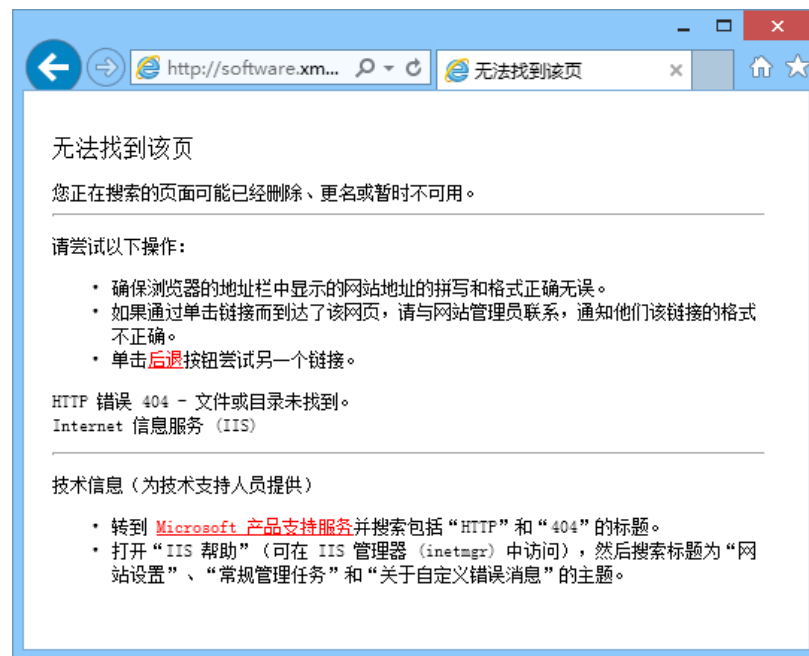 http://software.xm...
无法找到该页
无法找到该页
您正在搜索的页面可能已经删除、更名或暂时不可用。
请尝试以下操作:
• 确保浏览器的地址栏中显示的网站地址的拼写和格式正确无误。
• 如果通过单击链接而到达了该网页，请与网站管理员联系，通知他们该链接的格式
不正确。
• 单击后退按钮尝试另一个链接。
HTTP 错误 404 - 文件或目录未找到。
Internet 信息服务 (IIS)
技术信息（为技术支持人员提供）
• 转到 Microsoft 产品支持服务并搜索包括“HTTP”和“404”的标题。
• 打开“IIS 帮助”（可在 IIS 管理器 (inetmgr) 中访问），然后搜索标题为“网
站设置”、“常规管理任务”和“关于自定义错误消息”的主题。